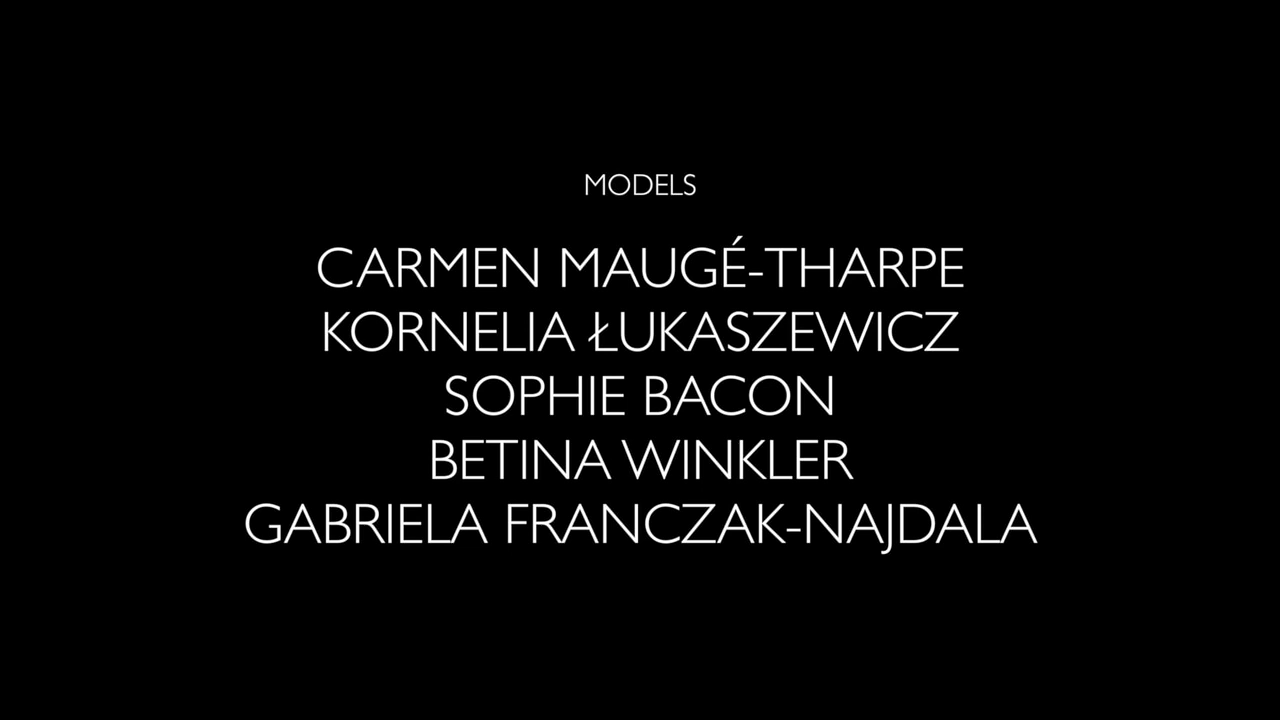 MODELS
CARMEN MAUGÉ-THARPE
KORNELIA ŁUKASZEWICZ
SOPHIE BACON
BETINA WINKLER
GABRIELA FRANCZAK-NAJDALA